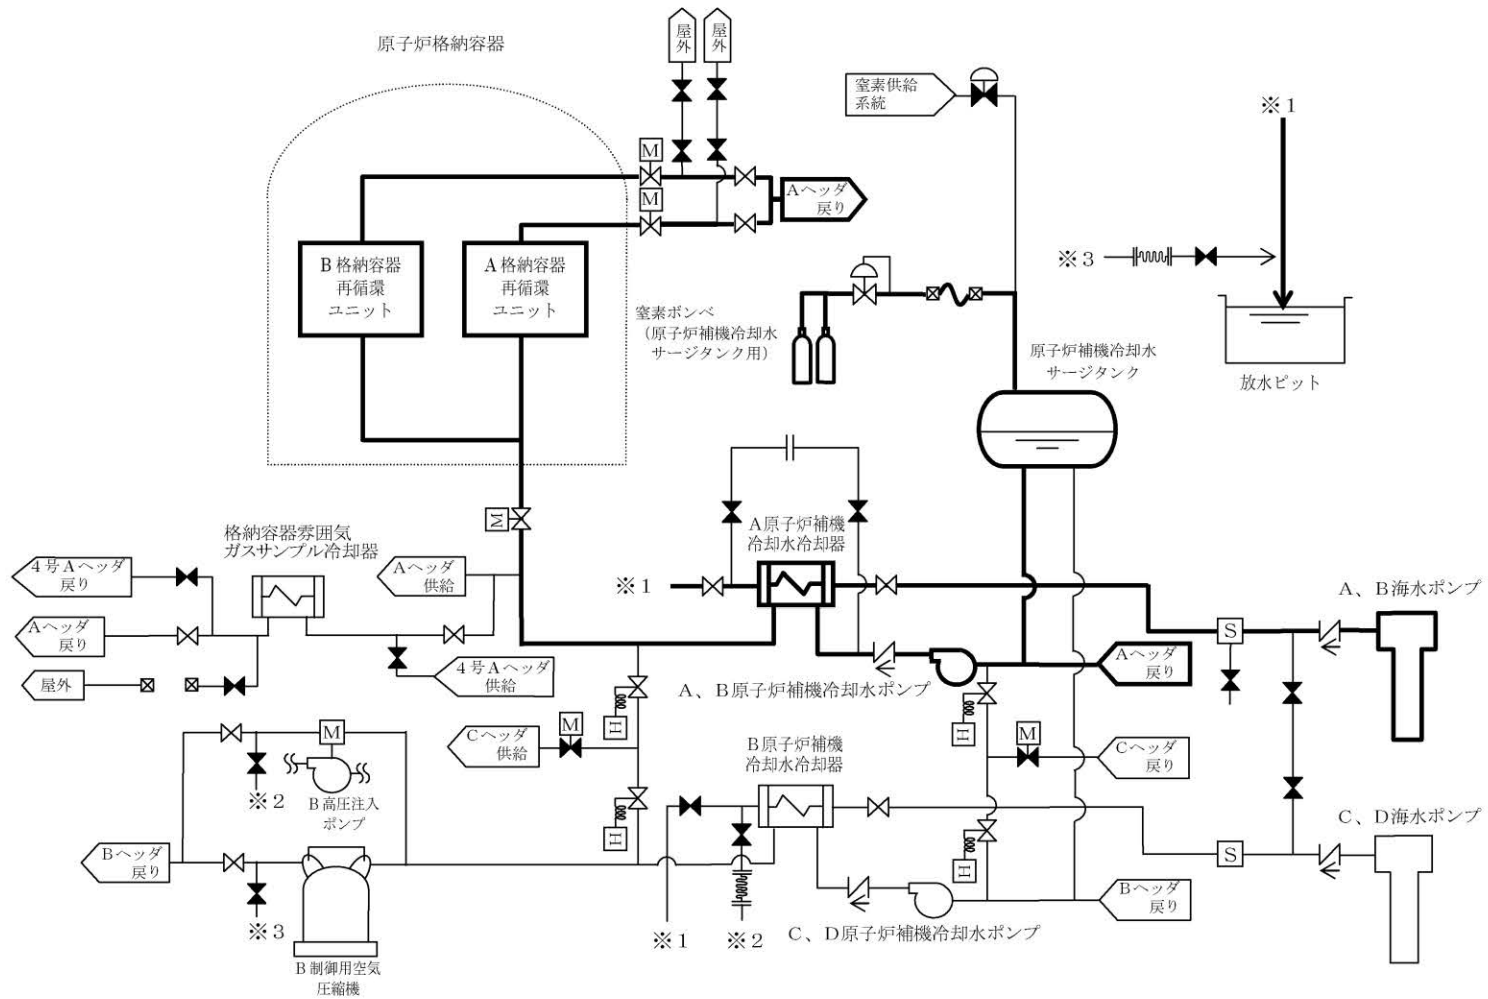 原子炉格納容器
屋外
屋外
窒素供給
系統
※1
M
M
Aヘッダ
戻り
※3
B 格納容器
再循環
ユニット
A 格納容器
再循環
ユニット
窒素ボンベ
（原子炉補機冷却水
サージタンク用）
原子炉補機冷却水
サージタンク
放水ピット
M
格納容器雰囲気
ガスサンプル冷却器
4号Aヘッダ
戻り
Aヘッダ
供給
A原子炉補機
冷却水冷却器
※1
A、B海水ポンプ
Aヘッダ
戻り
S
4号Aヘッダ
供給
Aヘッダ
戻り
屋外
A、B原子炉補機冷却水ポンプ
H
H
M
Cヘッダ
供給
M
Cヘッダ
戻り
M
B原子炉補機
冷却水冷却器
※2
B高圧注入
ポンプ
C、D海水ポンプ
H
H
S
Bヘッダ
戻り
Bヘッダ
戻り
※3
※1
※2
C、D原子炉補機冷却水ポンプ
B制御用空気
圧縮機